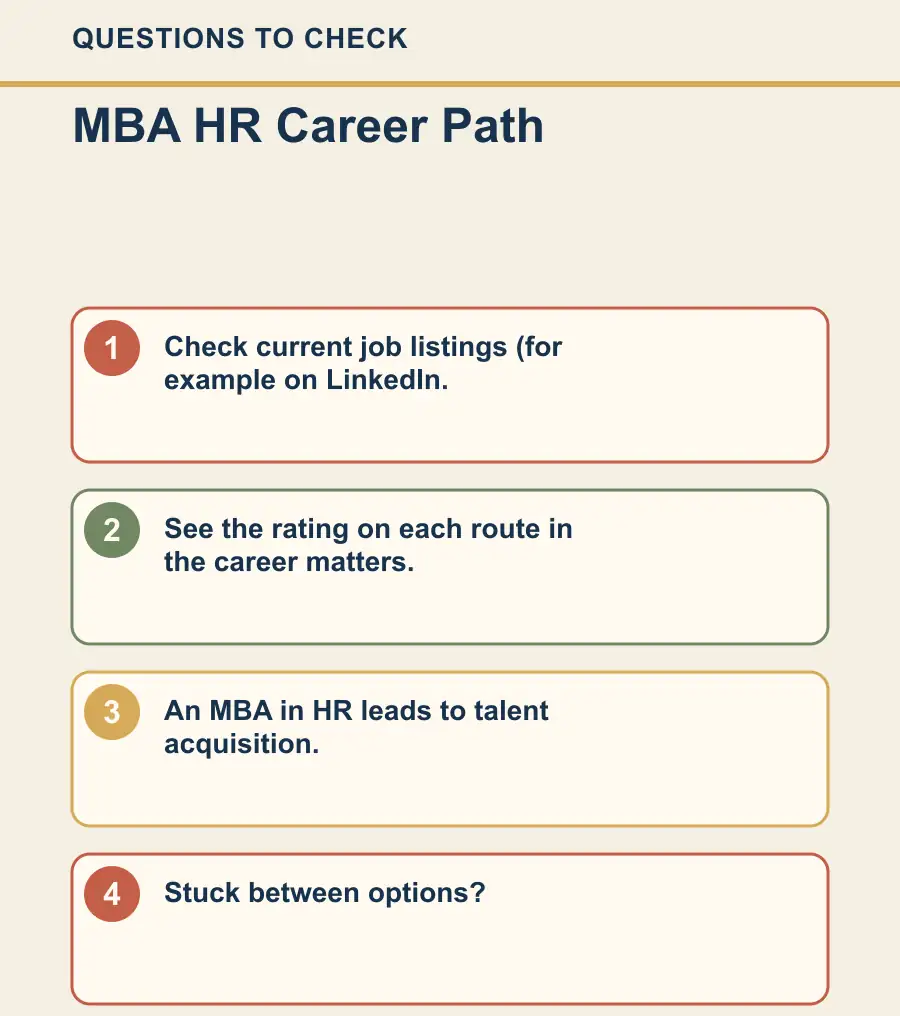 QUESTIONS TO CHECK
MBA HR Career Path
1
Check current job listings (for
example on LinkedIn.
2
See the rating on each route in
the career matters.
3
An MBA in HR leads to talent
acquisition.
4
Stuck between options?